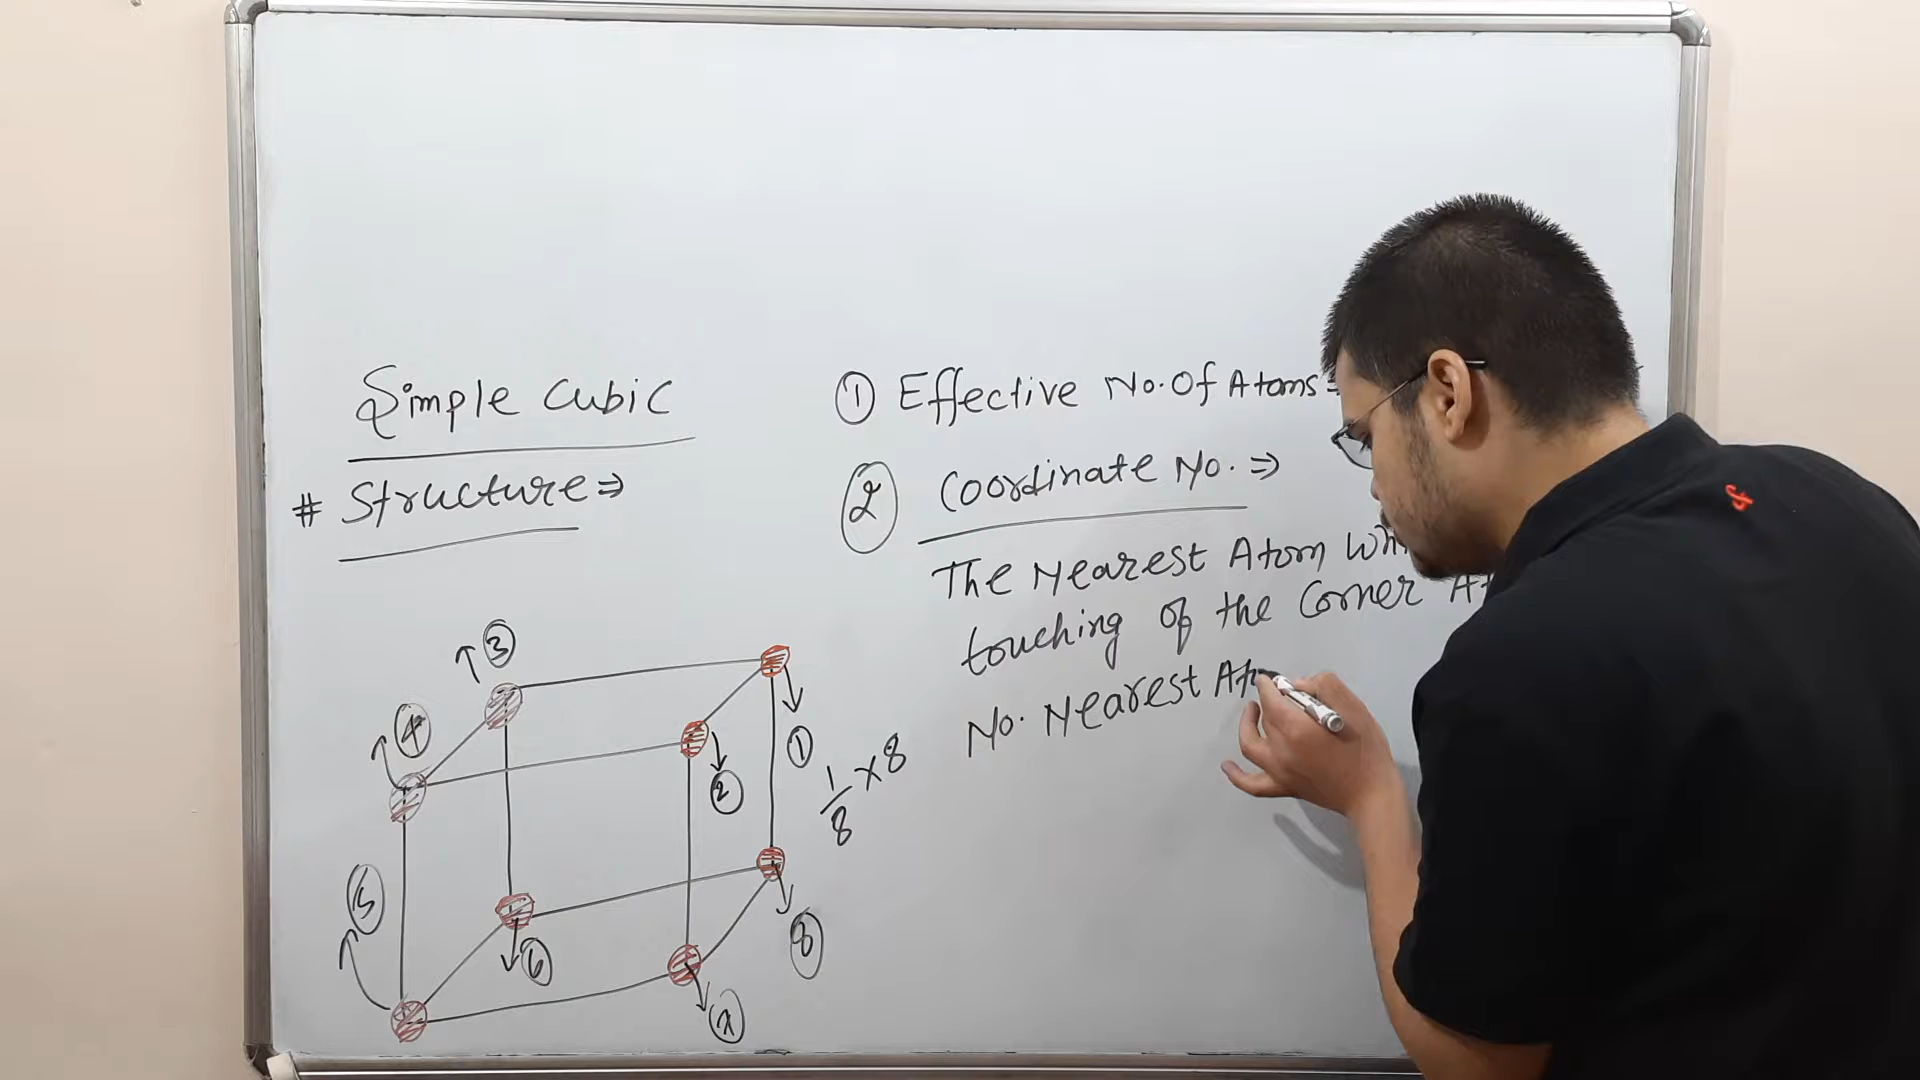 Simple Cubic
# Structure ⇒
① Effective No. Of Atoms =
② Coordinate No. ⇒
The Nearest Atom
touching of the Corner
No. Nearest
③
④
①
②
1/8 × 8
⑤
⑥
⑧